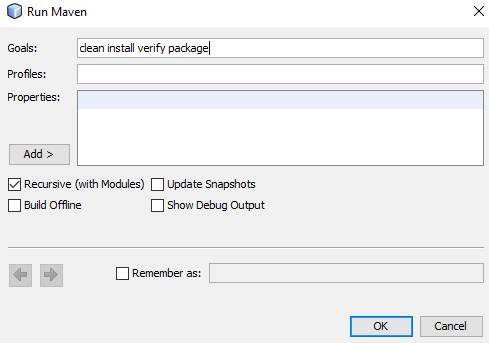 Run Maven
Goals: clean install verify package
Profiles:
Properties:
Add >
Recursive (with Modules) Update Snapshots
Build Offline Show Debug Output
Remember as:
OK Cancel